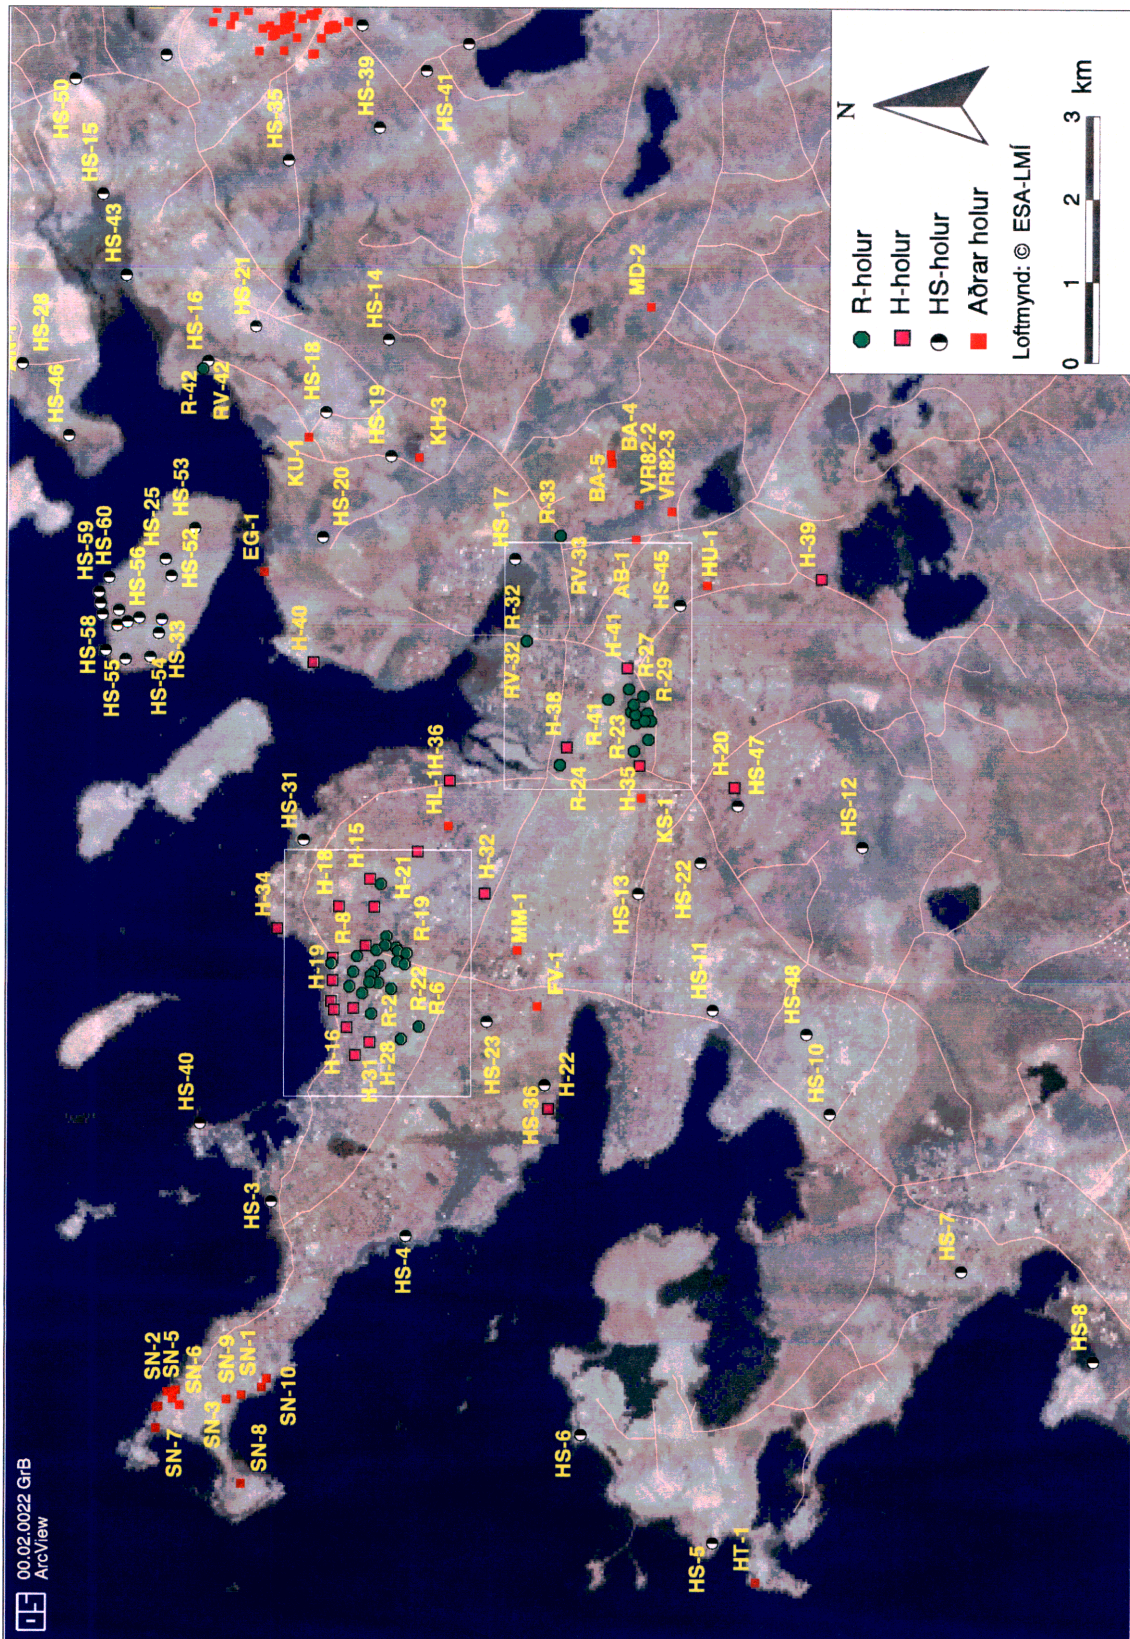 00.02.0022 GrB
ArcView
HS-50
HS-15
HS-43
HS-28
HS-46
HS-35
HS-39
HS-41
HS-21
HS-16
R-42
RV-42
HS-14
HS-18
HS-19
KU-1
KH-3
HS-20
MD-2
BA-4
BA-5
VR82-2
VR82-3
HS-59
HS-60
HS-25
HS-53
HS-56
HS-52
HS-58
HS-55
HS-54
HS-33
EG-1
H-40
HS-17
R-33
RV-33
R-32
RV-32
AB-1
HS-45
HU-1
H-39
H-41
R-27
R-29
H-38
R-41
R-23
R-24
H-35
KS-1
H-20
HS-47
HL-1
H-36
HS-31
H-34
H-18
H-15
R-8
H-21
R-19
H-19
H-32
R-2
R-22
R-6
H-16
H-31
H-28
MM-1
FV-1
HS-23
HS-13
HS-22
HS-12
HS-11
HS-48
HS-10
H-22
HS-36
HS-40
HS-3
HS-4
SN-2
SN-5
SN-6
SN-7
SN-9
SN-1
SN-3
SN-10
SN-8
HS-6
HS-5
HT-1
HS-7
HS-8
N
R-holur
H-holur
HS-holur
Aðrar holur
Loftmynd: © ESA-LMÍ
0 1 2 3 km